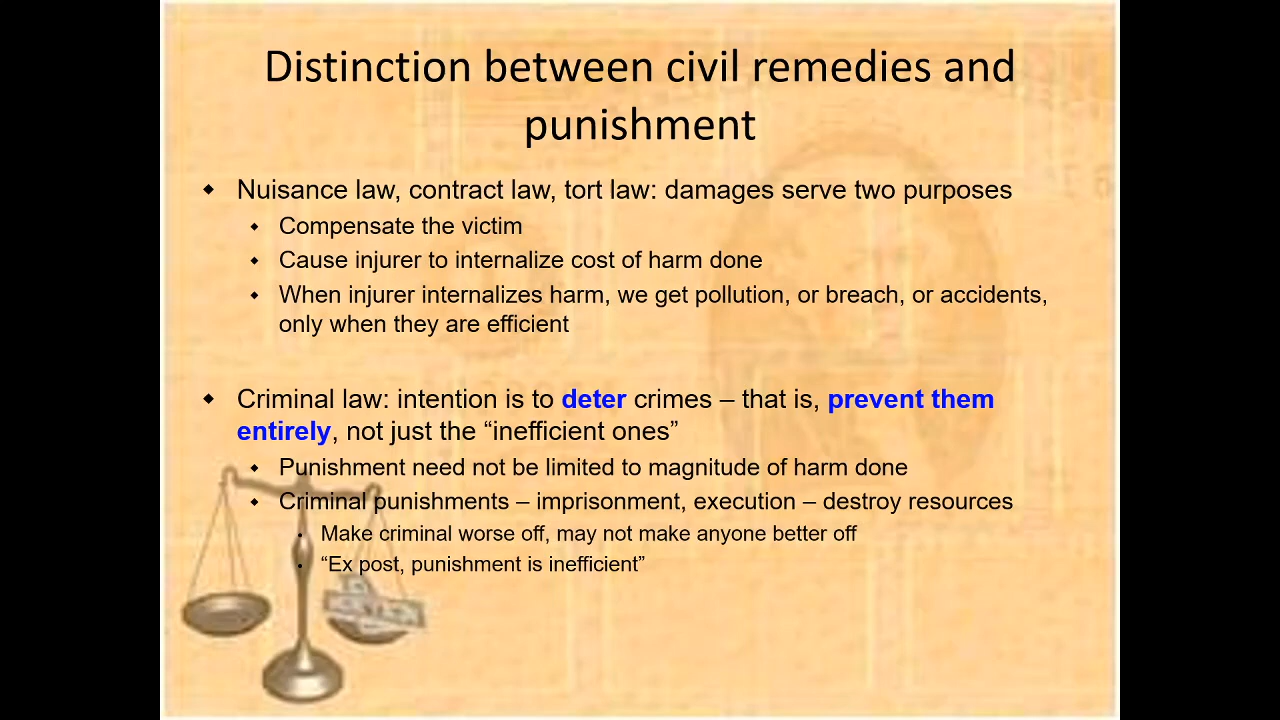 Distinction between civil remedies and
punishment
Nuisance law, contract law, tort law: damages serve two purposes
Compensate the victim
Cause injurer to internalize cost of harm done
When injurer internalizes harm, we get pollution, or breach, or accidents,
only when they are efficient
Criminal law: intention is to deter crimes – that is, prevent them
entirely, not just the “inefficient ones”
Punishment need not be limited to magnitude of harm done
Criminal punishments – imprisonment, execution – destroy resources
Make criminal worse off, may not make anyone better off
“Ex post, punishment is inefficient”